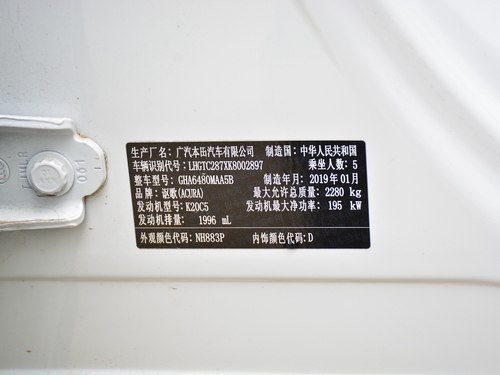 生产厂名：广汽本田汽车有限公司 制造国：中华人民共和国
车辆识别代号：LHGTC287XK8002897 乘坐人数：5
整车型号：GHA6480MAA5B 制造年月：2019年01月
品牌：讴歌(ACURA) 最大允许总质量：2280 kg
发动机型号：K20C5 发动机最大净功率：195 kW
发动机排量：1996 mL
外观颜色代码：NH883P 内饰颜色代码：D